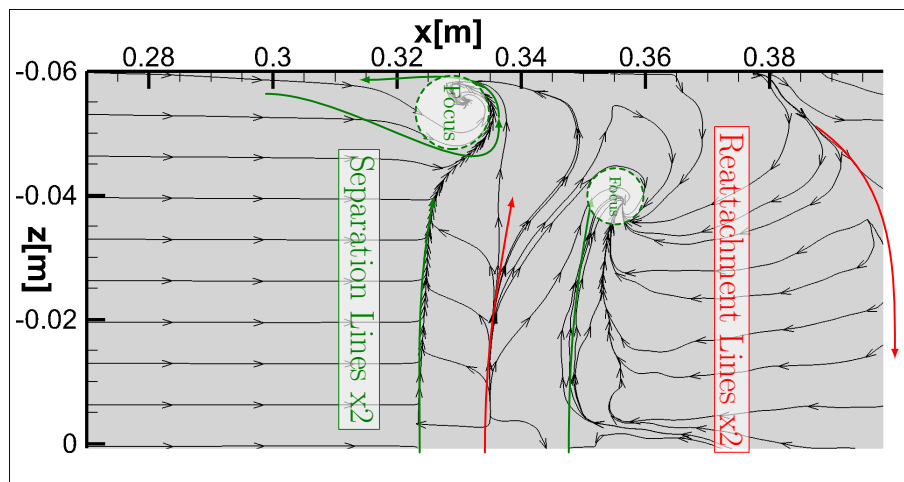 x[m]
0.28 0.3 0.32 0.34 0.36 0.38
-0.06
-0.04
-0.02
0
z[m]
Focus
Focus
Separation Lines x2
Reattachment Lines x2